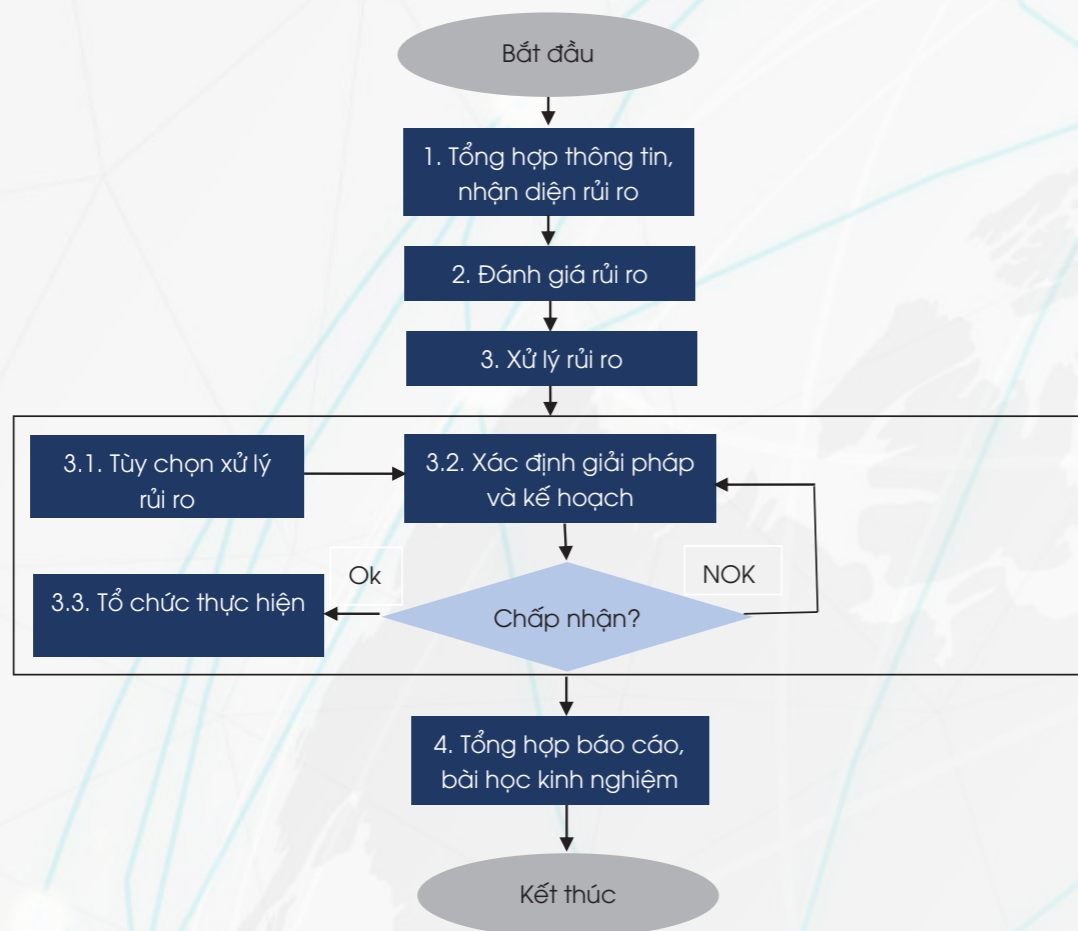 Bắt đầu
1. Tổng hợp thông tin,
nhận diện rủi ro
2. Đánh giá rủi ro
3. Xử lý rủi ro
3.1. Tùy chọn xử lý
rủi ro
3.2. Xác định giải pháp
và kế hoạch
Ok
NOK
3.3. Tổ chức thực hiện
Chấp nhận?
4. Tổng hợp báo cáo,
bài học kinh nghiệm
Kết thúc